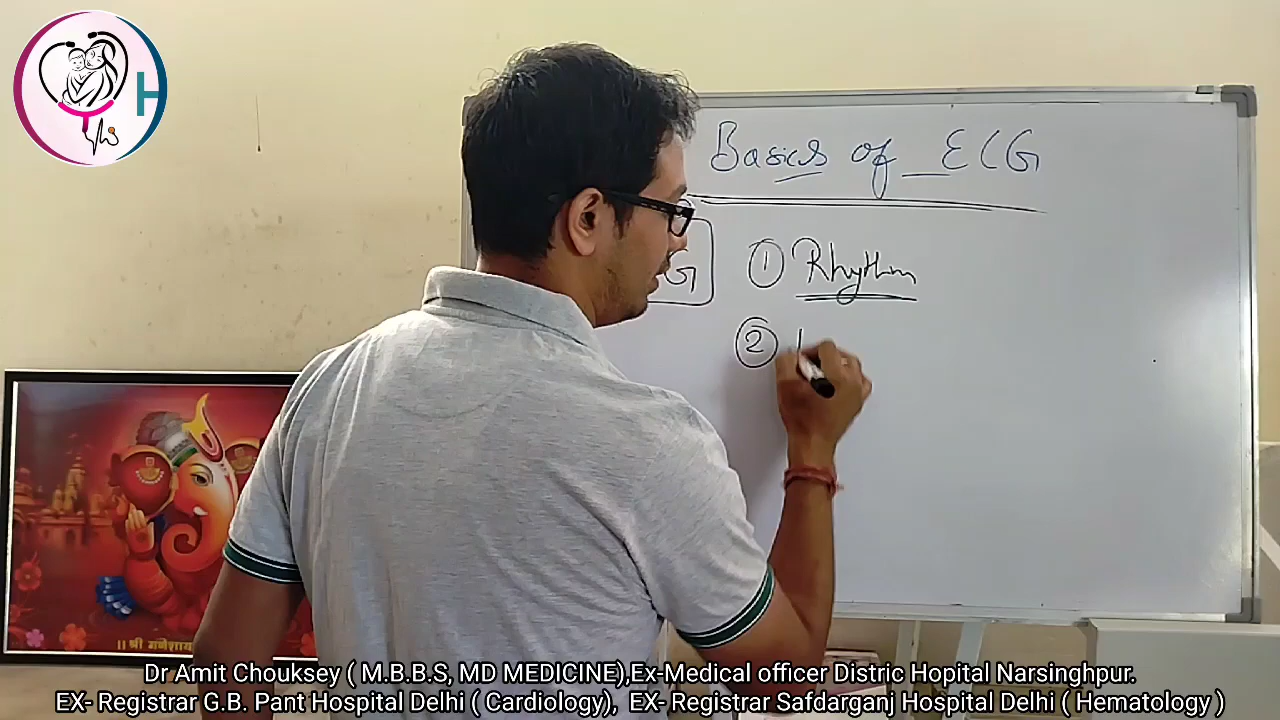 H
Basics of ECG
G
① Rhythm
②
॥ श्री गणेशाय
Dr Amit Chouksey ( M.B.B.S, MD MEDICINE),Ex-Medical officer Distric Hopital Narsinghpur.
EX- Registrar G.B. Pant Hospital Delhi ( Cardiology), EX- Registrar Safdarganj Hospital Delhi ( Hematology )